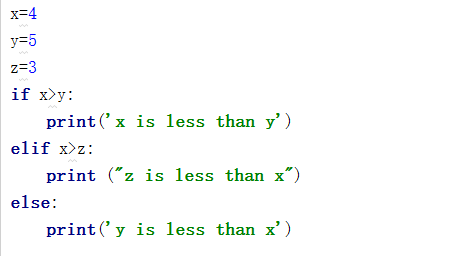 x=4
y=5
z=3
if x>y:
    print('x is less than y')
elif x>z:
    print ("z is less than x")
else:
    print('y is less than x')